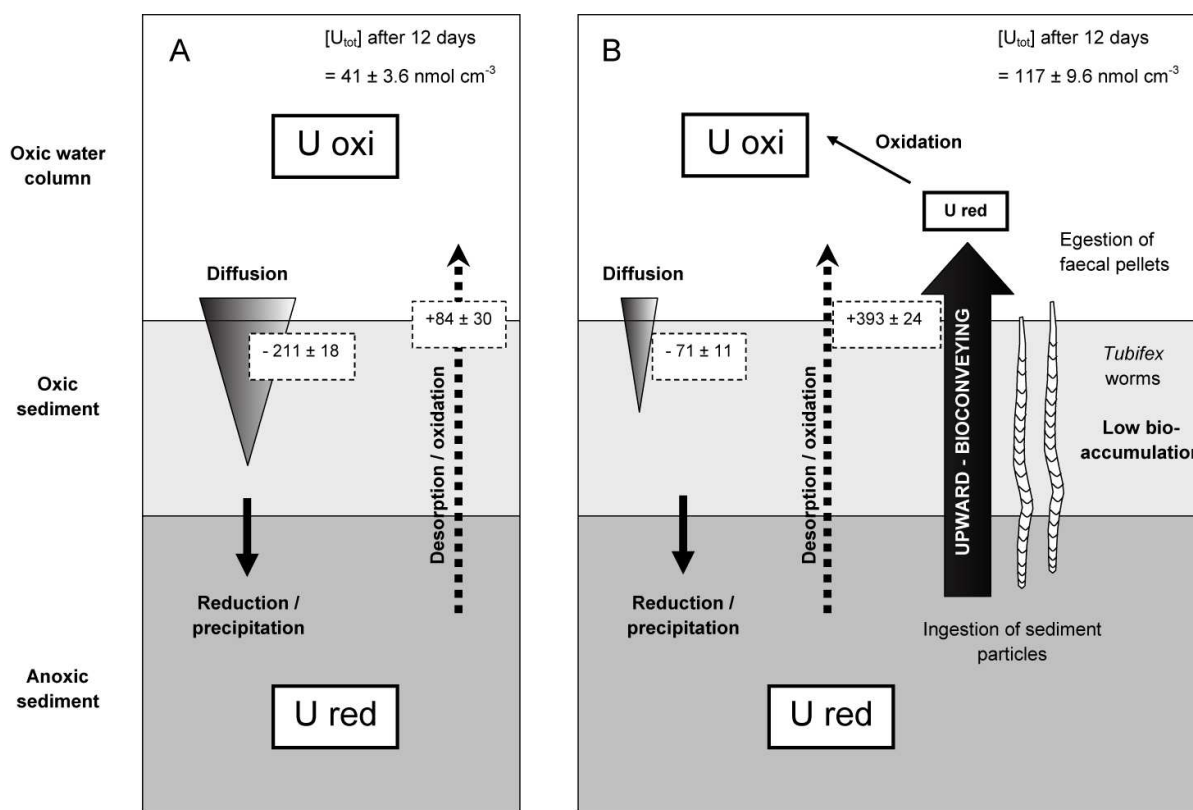 A
[Utot] after 12 days
= 41 ± 3.6 nmol cm-3
U oxi
Oxic water
column
Diffusion
+84 ± 30
- 211 ± 18
Oxic
sediment
Desorption / oxidation
Reduction /
precipitation
Anoxic
sediment
U red
B
[Utot] after 12 days
= 117 ± 9.6 nmol cm-3
U oxi
Oxidation
U red
Egestion of
faecal pellets
Diffusion
+393 ± 24
- 71 ± 11
Tubifex
worms
Low bio-
accumulation
Desorption / oxidation
UPWARD - BIOCONVEYING
Reduction /
precipitation
Ingestion of sediment
particles
U red